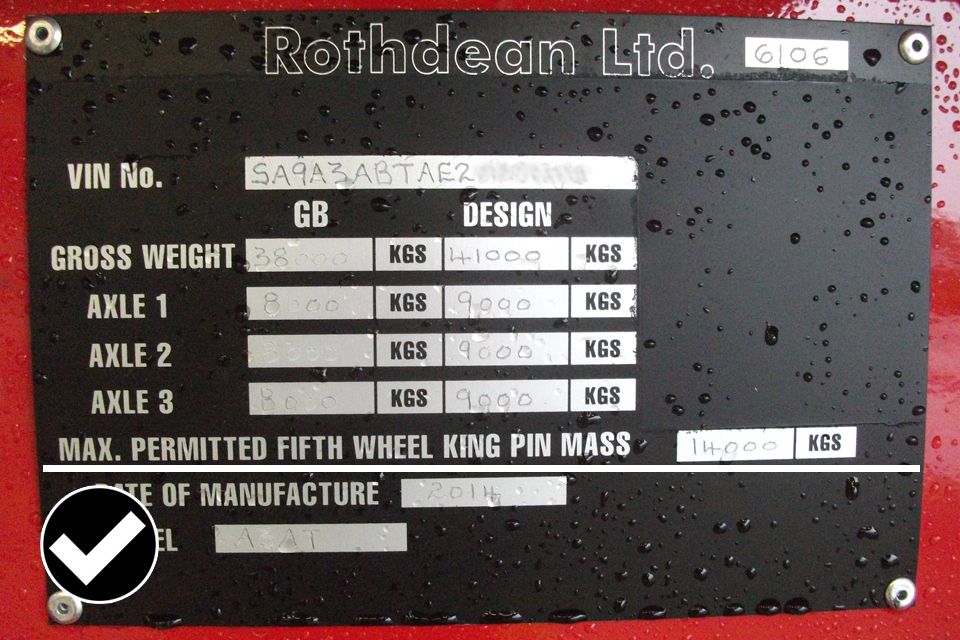 Rothdean Ltd. 6106
VIN No. SA9A3ABTAE2
GB DESIGN
GROSS WEIGHT 38000 KGS 41000 KGS
AXLE 1 8000 KGS 9000 KGS
AXLE 2 KGS 9000 KGS
AXLE 3 8000 KGS 9000 KGS
MAX. PERMITTED FIFTH WHEEL KING PIN MASS 14000 KGS
DATE OF MANUFACTURE 2014